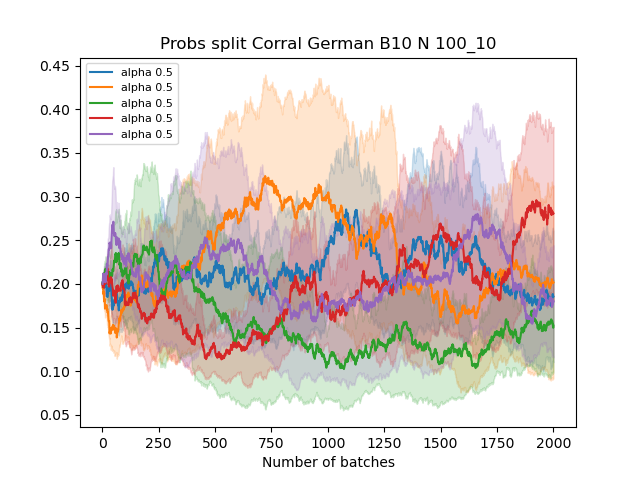 Probs split Corral German B10 N 100_10
0.45
0.40
0.35
0.30
0.25
0.20
0.15
0.10
0.05
alpha 0.5
alpha 0.5
alpha 0.5
alpha 0.5
alpha 0.5
0 250 500 750 1000 1250 1500 1750 2000
Number of batches